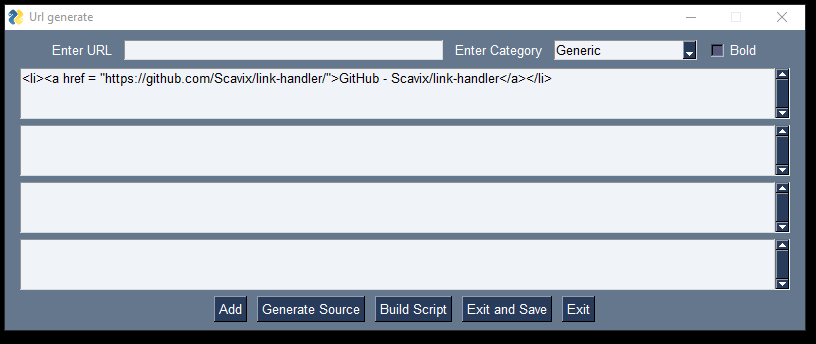 Url generate
Enter URL Enter Category Generic Bold
<li><a href = "https://github.com/Scavix/link-handler/">GitHub - Scavix/link-handler</a></li>
Add Generate Source Build Script Exit and Save Exit